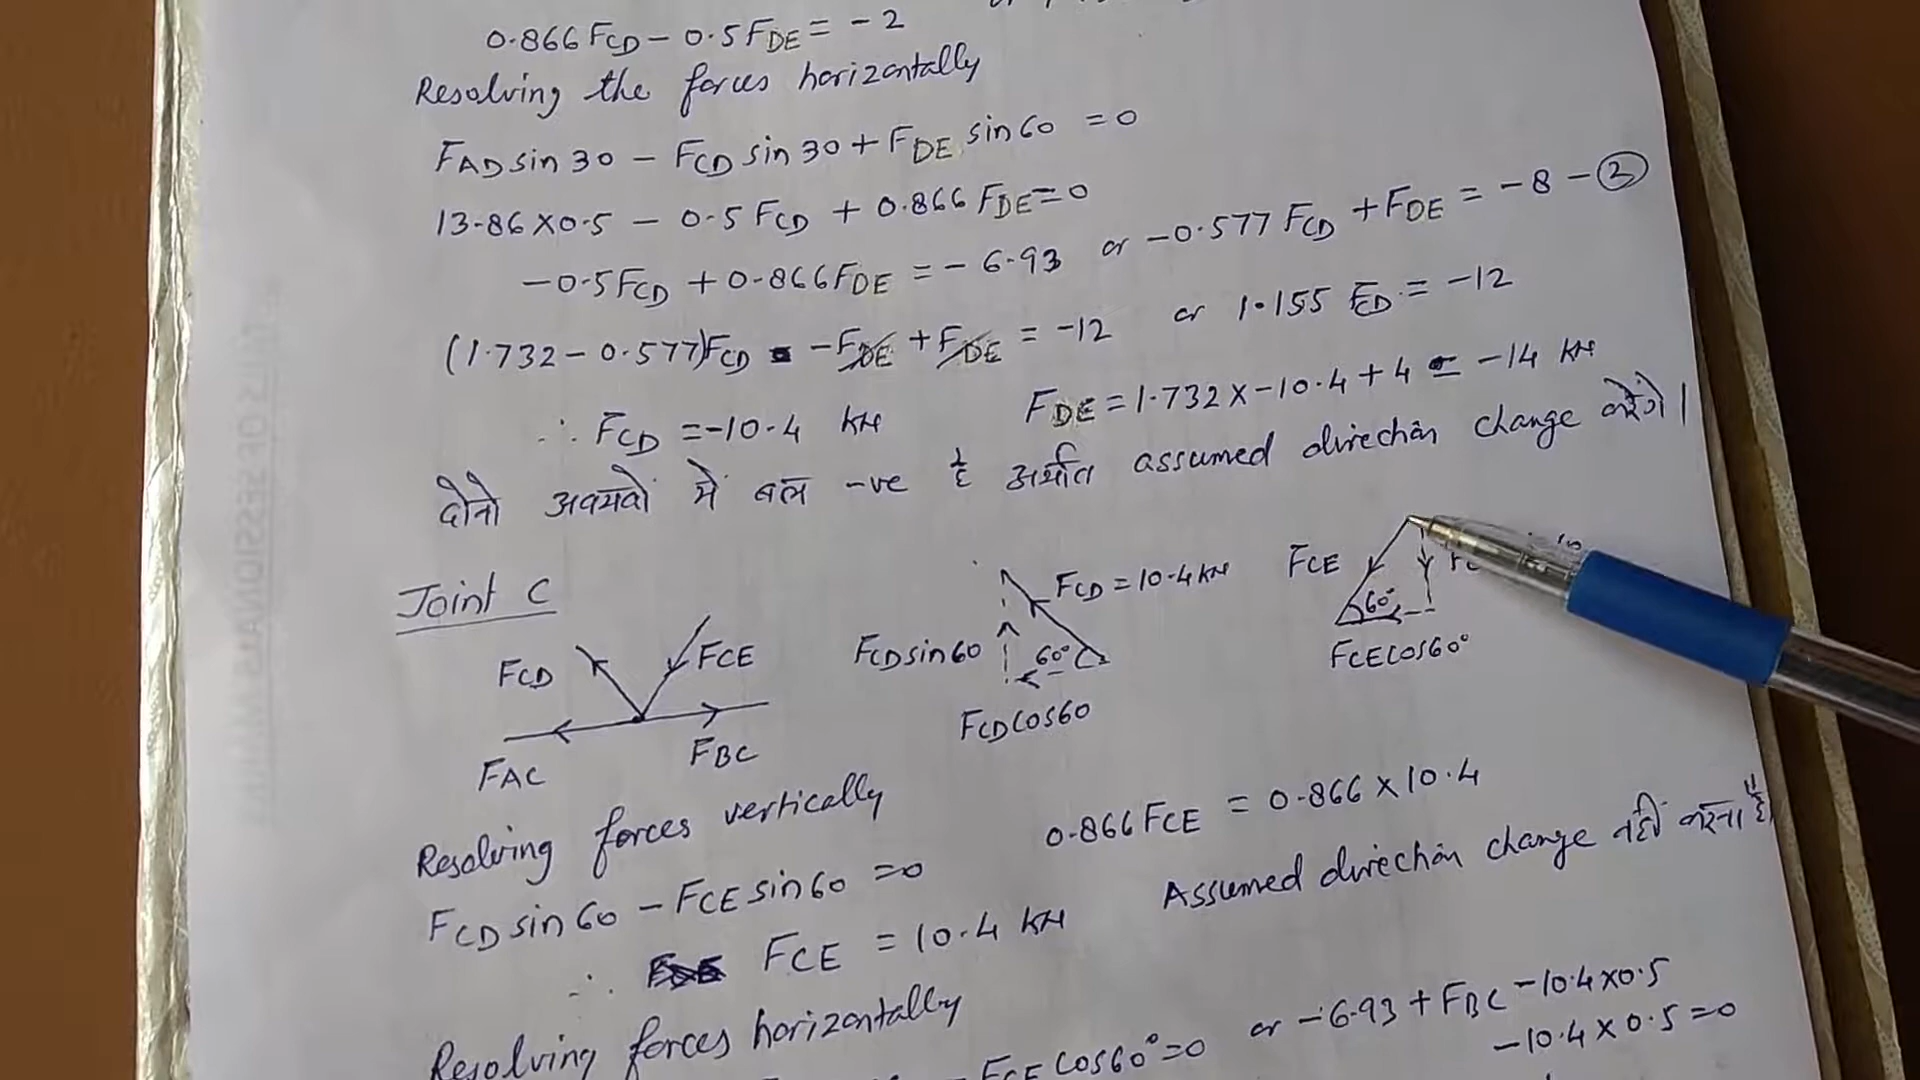 0.866 FCD - 0.5 FDE = -2
Resolving the forces horizontally
FAD sin 30 - FCD sin 30 + FDE sin 60 = 0
13.86 × 0.5 - 0.5 FCD + 0.866 FDE = 0
-0.5 FCD + 0.866 FDE = -6.93 or -0.577 FCD + FDE = -8 - ②
(1.732 - 0.577) FCD - FDE + FDE = -12 or 1.155 FCD = -12
∴ FCD = -10.4 kN FDE = 1.732 × -10.4 + 4 = -14 kN
दोनो अवयवों में बल -ve है अर्थात assumed direction change करेंगे।
Joint C
FCD
FCE
FAC
FBC
FCD = 10.4 kN
FCD sin 60
60°
FCD COS 60
FCE
60°
FCE COS 60°
Resolving forces vertically
FCD sin 60 - FCE sin 60 = 0
0.866 FCE = 0.866 × 10.4
∴ FCE = 10.4 kN
Assumed direction change नहीं करना है
Resolving forces horizontally
- FCE COS 60° = 0 or -6.93 + FBC - 10.4 × 0.5
- 10.4 × 0.5 = 0